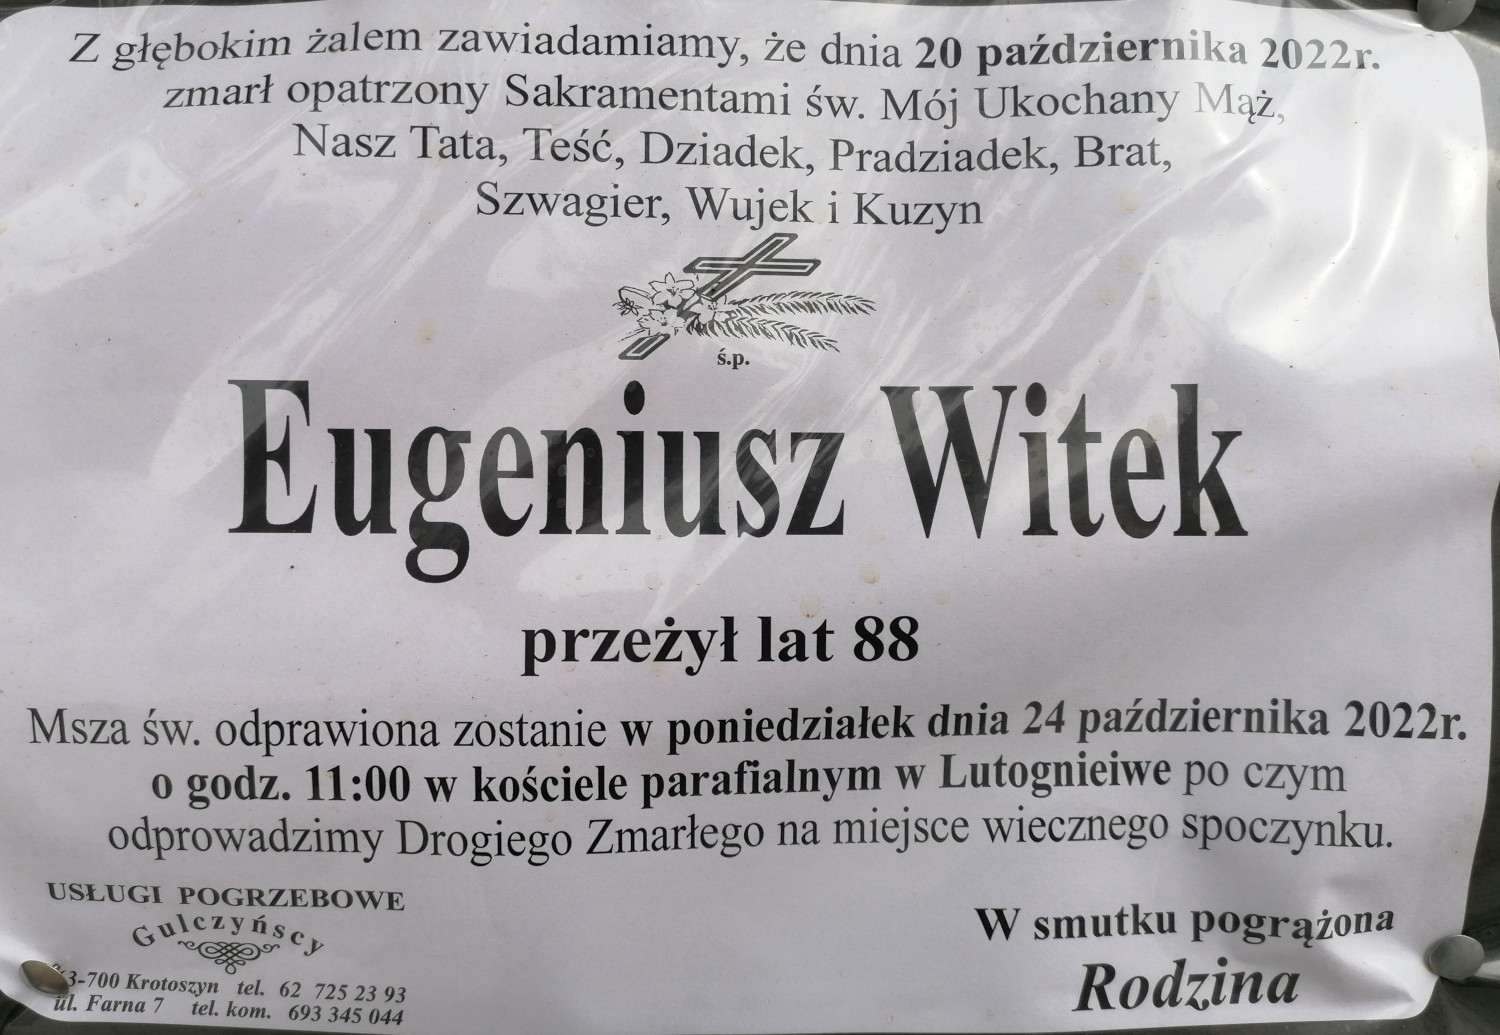 Z głębokim żalem zawiadamiamy, że dnia 20 października 2022r.
zmarł opatrzony Sakramentami św. Mój Ukochany Mąż,
Nasz Tata, Teść, Dziadek, Pradziadek, Brat,
Szwagier, Wujek i Kuzyn
ś.p.
Eugeniusz Witek
przeżył lat 88
Msza św. odprawiona zostanie w poniedziałek dnia 24 października 2022r.
o godz. 11:00 w kościele parafialnym w Lutognieiwe po czym
odprowadzimy Drogiego Zmarłego na miejsce wiecznego spoczynku.
USŁUGI POGRZEBOWE
Gulczyńscy
3-700 Krotoszyn tel. 62 725 23 93
ul. Farna 7 tel. kom. 693 345 044
W smutku pogrążona
Rodzina